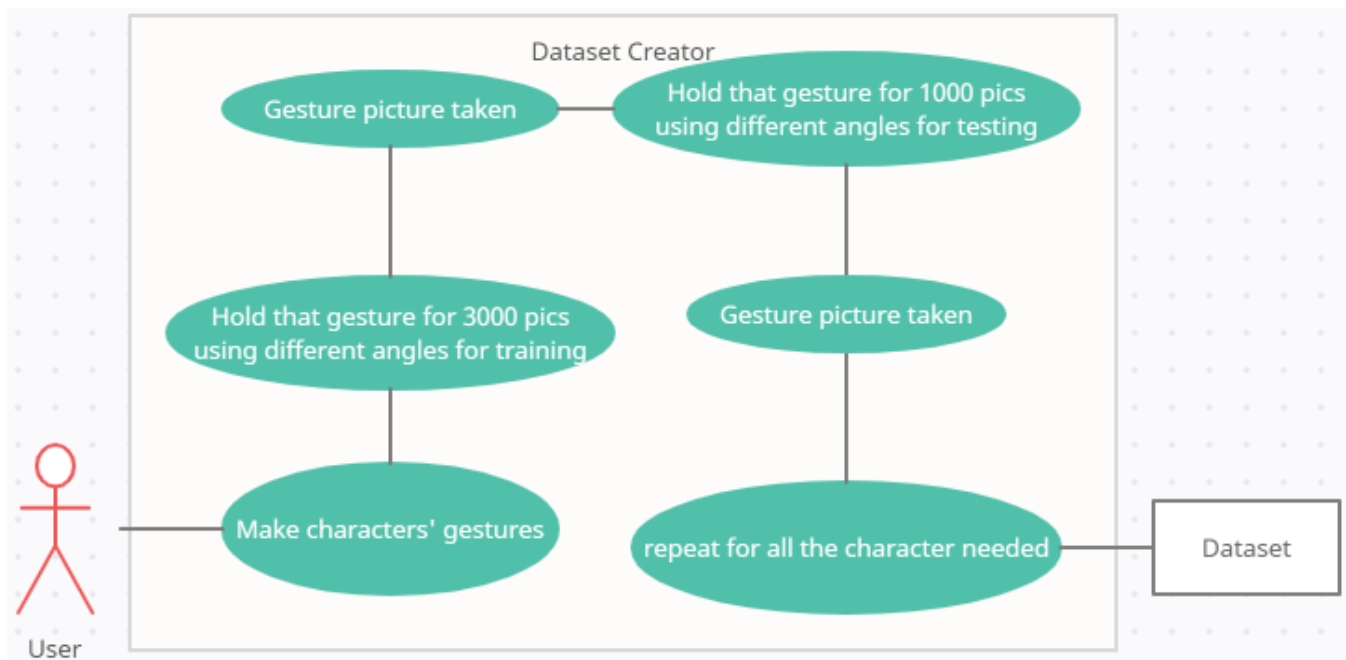 Dataset Creator
Gesture picture taken
Hold that gesture for 1000 pics
using different angles for testing
Hold that gesture for 3000 pics
using different angles for training
Gesture picture taken
Make characters' gestures
repeat for all the character needed
Dataset
User